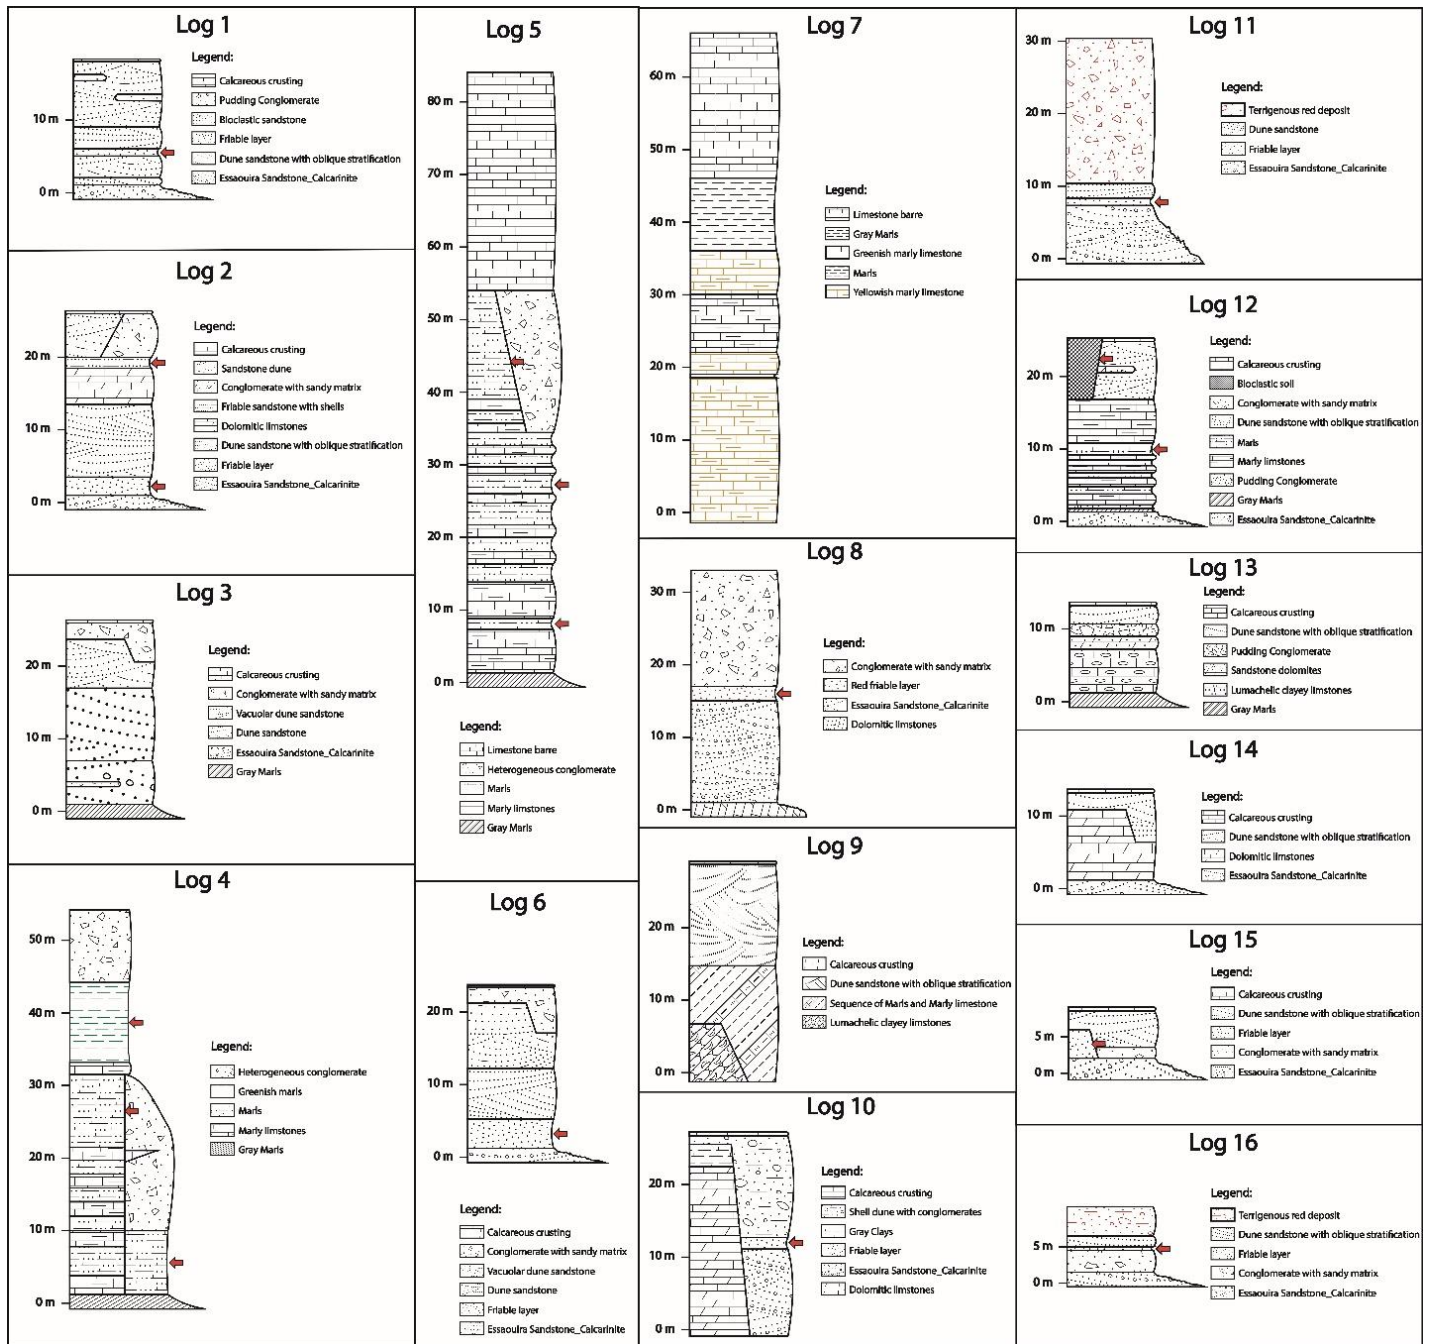 Log 1
Legend:
Calcareous crusting
Pudding Conglomerate
Bioclastic sandstone
Friable layer
Dune sandstone with oblique stratification
Essaouira Sandstone_Calcarinite
10 m
0 m
Log 2
Legend:
Calcareous crusting
Sandstone dune
Conglomerate with sandy matrix
Friable sandstone with shells
Dolomitic limstones
Dune sandstone with oblique stratification
Friable layer
Essaouira Sandstone_Calcarinite
20 m
10 m
0 m
Log 3
Legend:
Calcareous crusting
Conglomerate with sandy matrix
Vacuolar dune sandstone
Dune sandstone
Essaouira Sandstone_Calcarinite
Gray Marls
20 m
10 m
0 m
Log 4
Legend:
Heterogeneous conglomerate
Greenish marls
Marls
Marly limstones
Gray Marls
50 m
40 m
30 m
20 m
10 m
0 m
Log 5
80 m
70 m
60 m
50 m
40 m
30 m
20 m
10 m
0 m
Legend:
Limestone barre
Heterogeneous conglomerate
Marls
Marly limstones
Gray Marls
Log 6
20 m
10 m
0 m
Legend:
Calcareous crusting
Conglomerate with sandy matrix
Vacuolar dune sandstone
Dune sandstone
Friable layer
Essaouira Sandstone_Calcarinite
Log 7
60 m
50 m
40 m
30 m
20 m
10 m
0 m
Legend:
Limestone barre
Gray Marls
Greenish marly limestone
Marls
Yellowish marly limestone
Log 8
30 m
20 m
10 m
0 m
Legend:
Conglomerate with sandy matrix
Red friable layer
Essaouira Sandstone_Calcarinite
Dolomitic limstones
Log 9
20 m
10 m
0 m
Legend:
Calcareous crusting
Dune sandstone with oblique stratification
Sequence of Marls and Marly limestone
Lumachelic clayey limstones
Log 10
20 m
10 m
0 m
Legend:
Calcareous crusting
Shell dune with conglomerates
Gray Clays
Friable layer
Essaouira Sandstone_Calcarinite
Dolomitic limstones
Log 11
30 m
20 m
10 m
0 m
Legend:
Terrigenous red deposit
Dune sandstone
Friable layer
Essaouira Sandstone_Calcarinite
Log 12
20 m
10 m
0 m
Legend:
Calcareous crusting
Bioclastic soil
Conglomerate with sandy matrix
Dune sandstone with oblique stratification
Marls
Marly limstones
Pudding Conglomerate
Gray Marls
Essaouira Sandstone_Calcarinite
Log 13
10 m
0 m
Legend:
Calcareous crusting
Dune sandstone with oblique stratification
Pudding Conglomerate
Sandstone dolomites
Lumachelic clayey limstones
Gray Marls
Log 14
10 m
0 m
Legend:
Calcareous crusting
Dune sandstone with oblique stratification
Dolomitic limstones
Essaouira Sandstone_Calcarinite
Log 15
5 m
0 m
Legend:
Calcareous crusting
Dune sandstone with oblique stratification
Friable layer
Conglomerate with sandy matrix
Essaouira Sandstone_Calcarinite
Log 16
5 m
0 m
Legend:
Terrigenous red deposit
Dune sandstone with oblique stratification
Friable layer
Conglomerate with sandy matrix
Essaouira Sandstone_Calcarinite